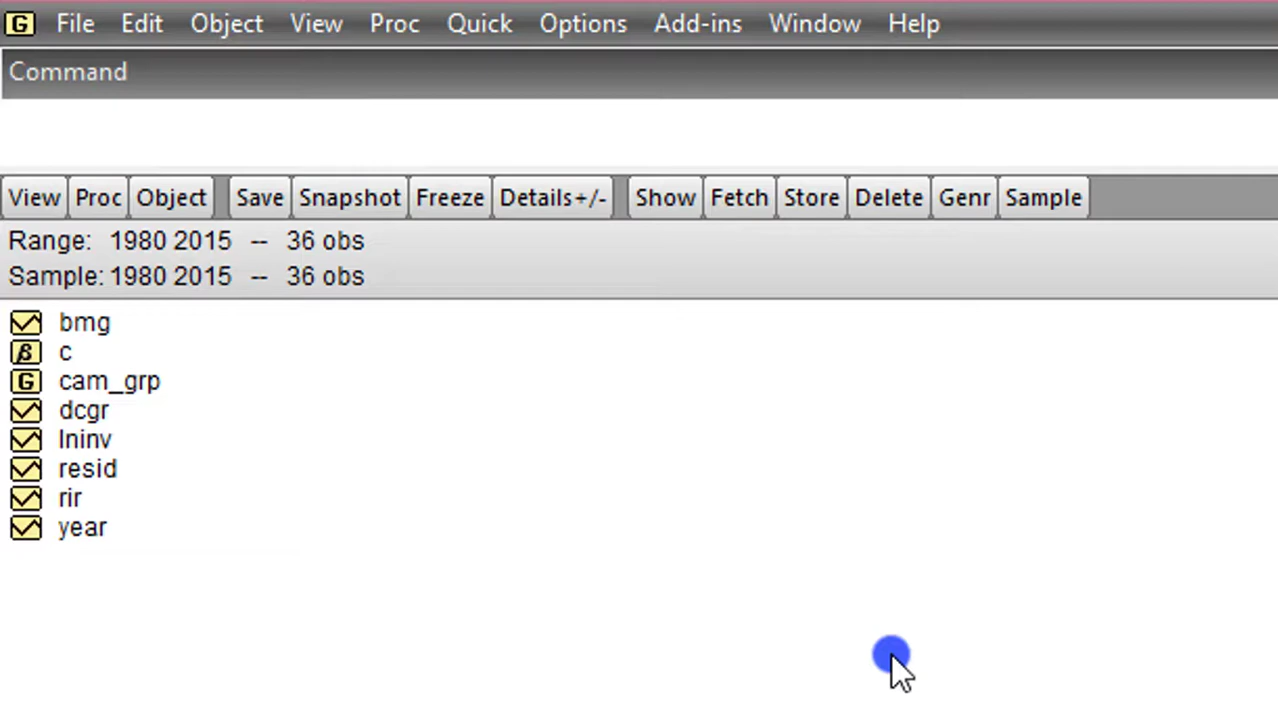 G File Edit Object View Proc Quick Options Add-ins Window Help
Command
View Proc Object Save Snapshot Freeze Details+/- Show Fetch Store Delete Genr Sample
Range: 1980 2015 -- 36 obs
Sample: 1980 2015 -- 36 obs
bmg
β c
G cam_grp
dcgr
lninv
resid
rir
year